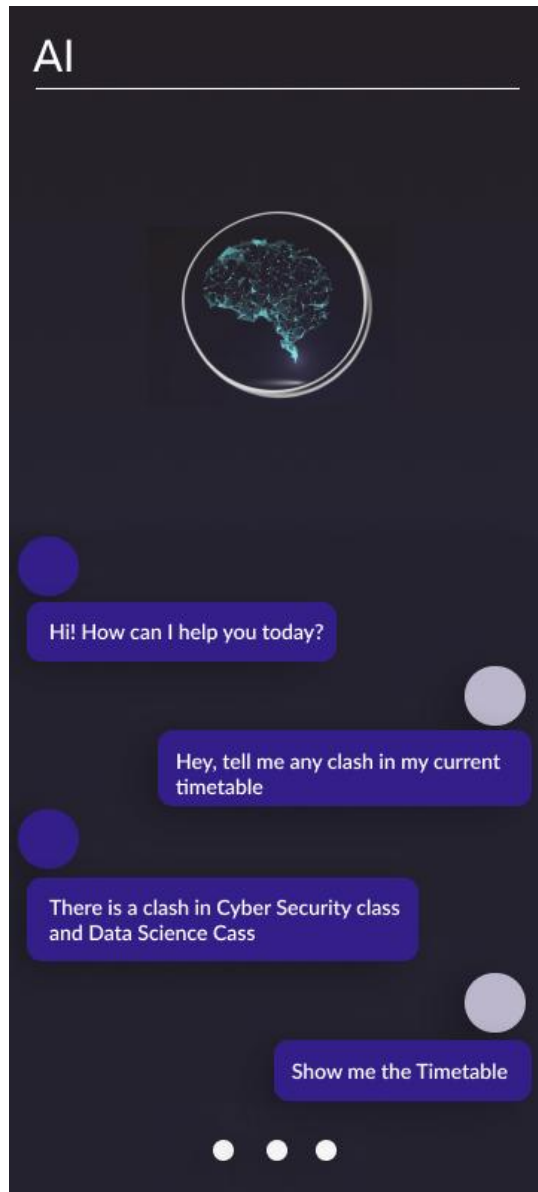 AI
Hi! How can I help you today?
Hey, tell me any clash in my current
timetable
There is a clash in Cyber Security class
and Data Science Cass
Show me the Timetable